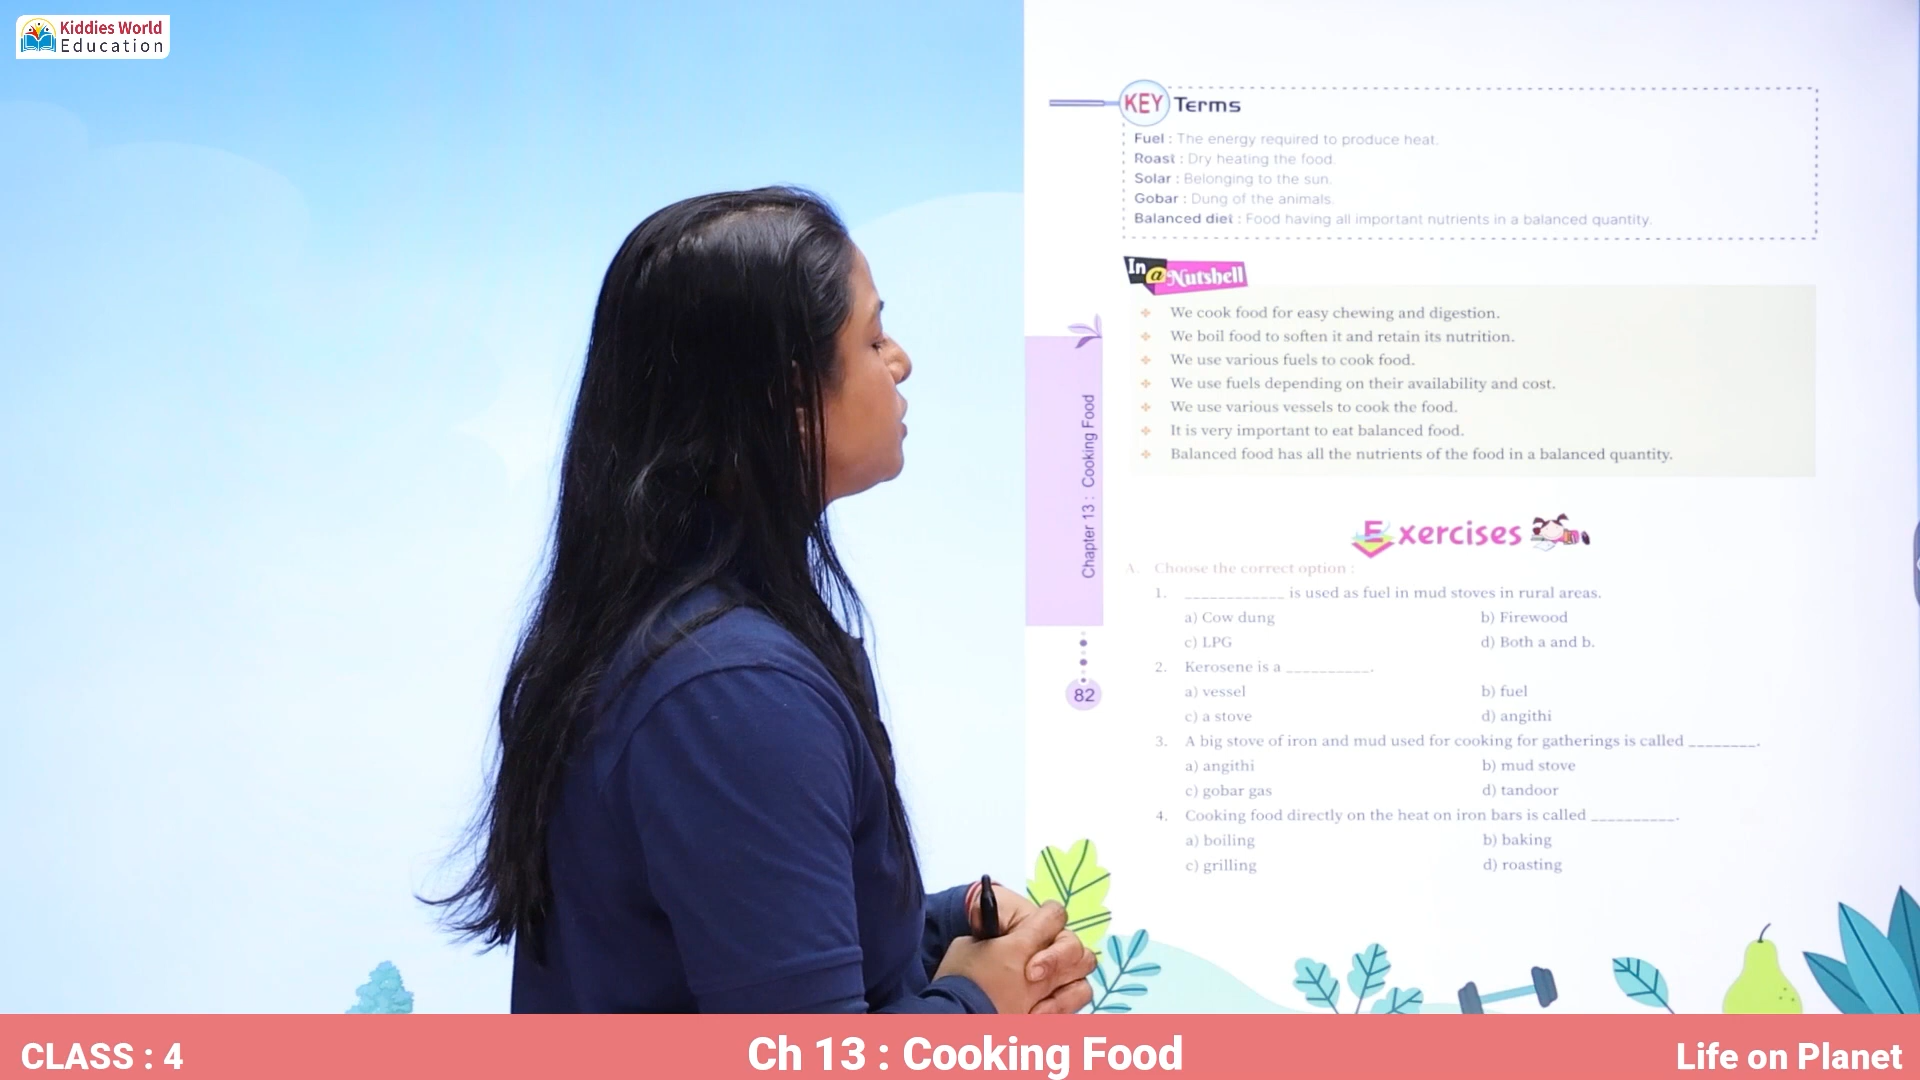 Kiddies World
Education
KEY Terms
Fuel : The energy required to produce heat.
Roast : Dry heating the food.
Solar : Belonging to the sun.
Gobar : Dung of the animals.
Balanced diet : Food having all important nutrients in a balanced quantity.
In a Nutshell
We cook food for easy chewing and digestion.
We boil food to soften it and retain its nutrition.
We use various fuels to cook food.
We use fuels depending on their availability and cost.
We use various vessels to cook the food.
It is very important to eat balanced food.
Balanced food has all the nutrients of the food in a balanced quantity.
Chapter 13 : Cooking Food
82
Exercises
A. Choose the correct option :
1. ____________ is used as fuel in mud stoves in rural areas.
a) Cow dung b) Firewood
c) LPG d) Both a and b.
2. Kerosene is a __________.
a) vessel b) fuel
c) a stove d) angithi
3. A big stove of iron and mud used for cooking for gatherings is called ________.
a) angithi b) mud stove
c) gobar gas d) tandoor
4. Cooking food directly on the heat on iron bars is called __________.
a) boiling b) baking
c) grilling d) roasting
CLASS : 4
Ch 13 : Cooking Food
Life on Planet